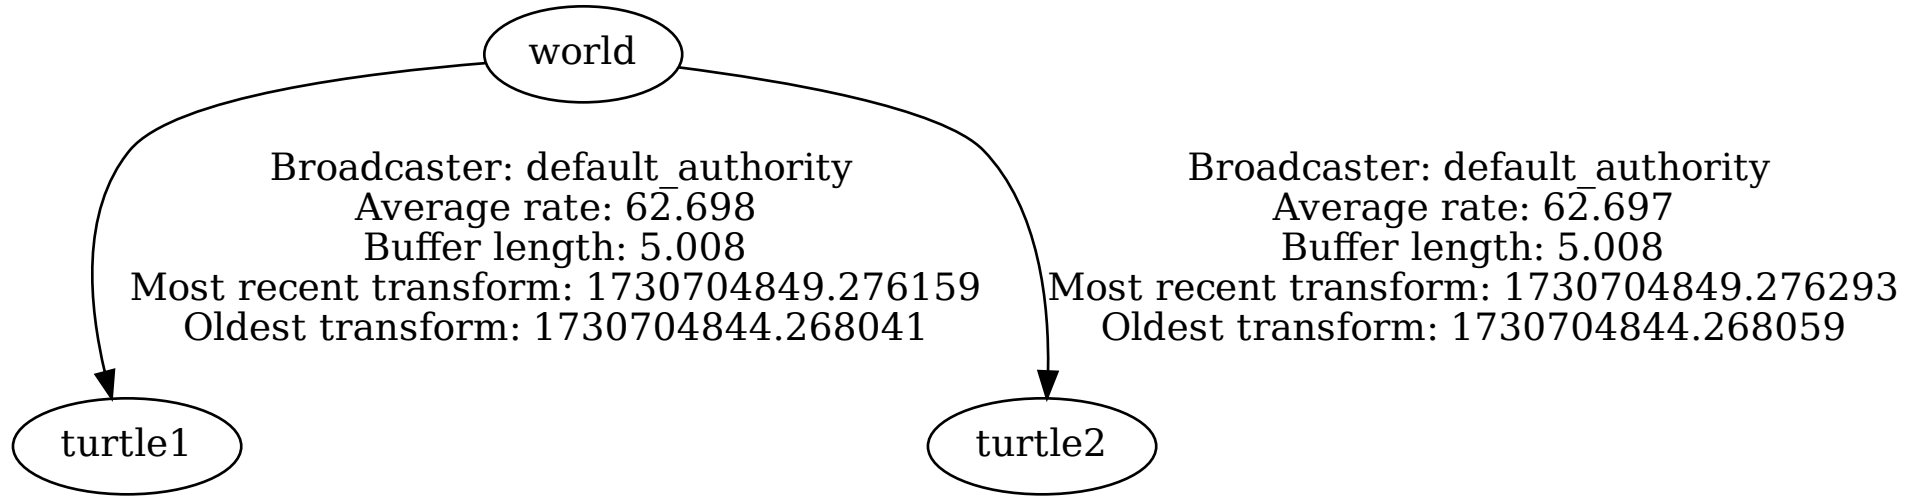 world
Broadcaster: default_authority
Average rate: 62.698
Buffer length: 5.008
Most recent transform: 1730704849.276159
Oldest transform: 1730704844.268041
Broadcaster: default_authority
Average rate: 62.697
Buffer length: 5.008
Most recent transform: 1730704849.276293
Oldest transform: 1730704844.268059
turtle1
turtle2